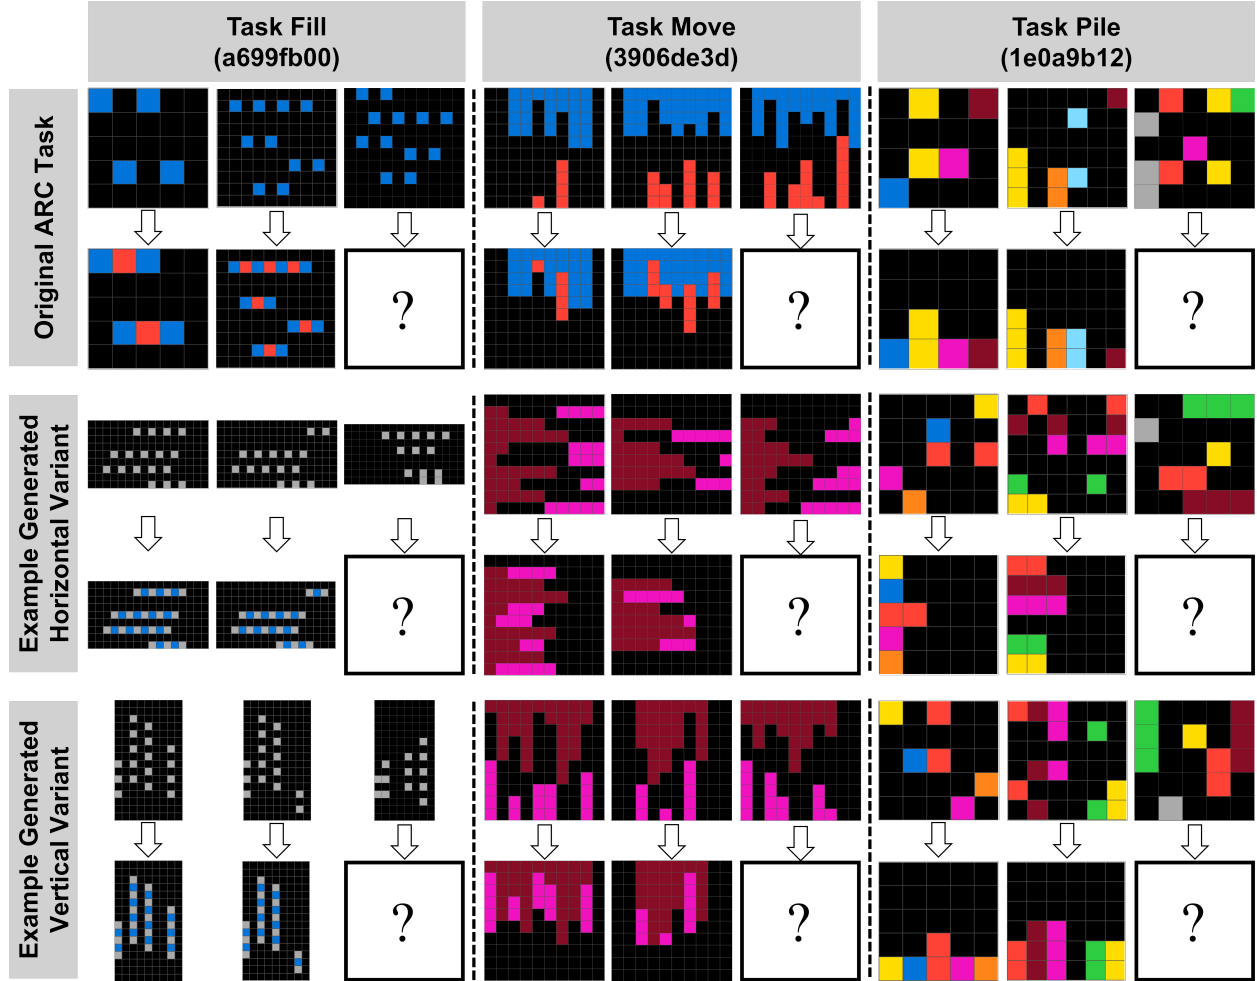 Task Fill
(a699fb00)
Task Move
(3906de3d)
Task Pile
(1e0a9b12)
Original ARC Task
?
?
?
Example Generated
Horizontal Variant
?
?
?
Example Generated
Vertical Variant
?
?
?